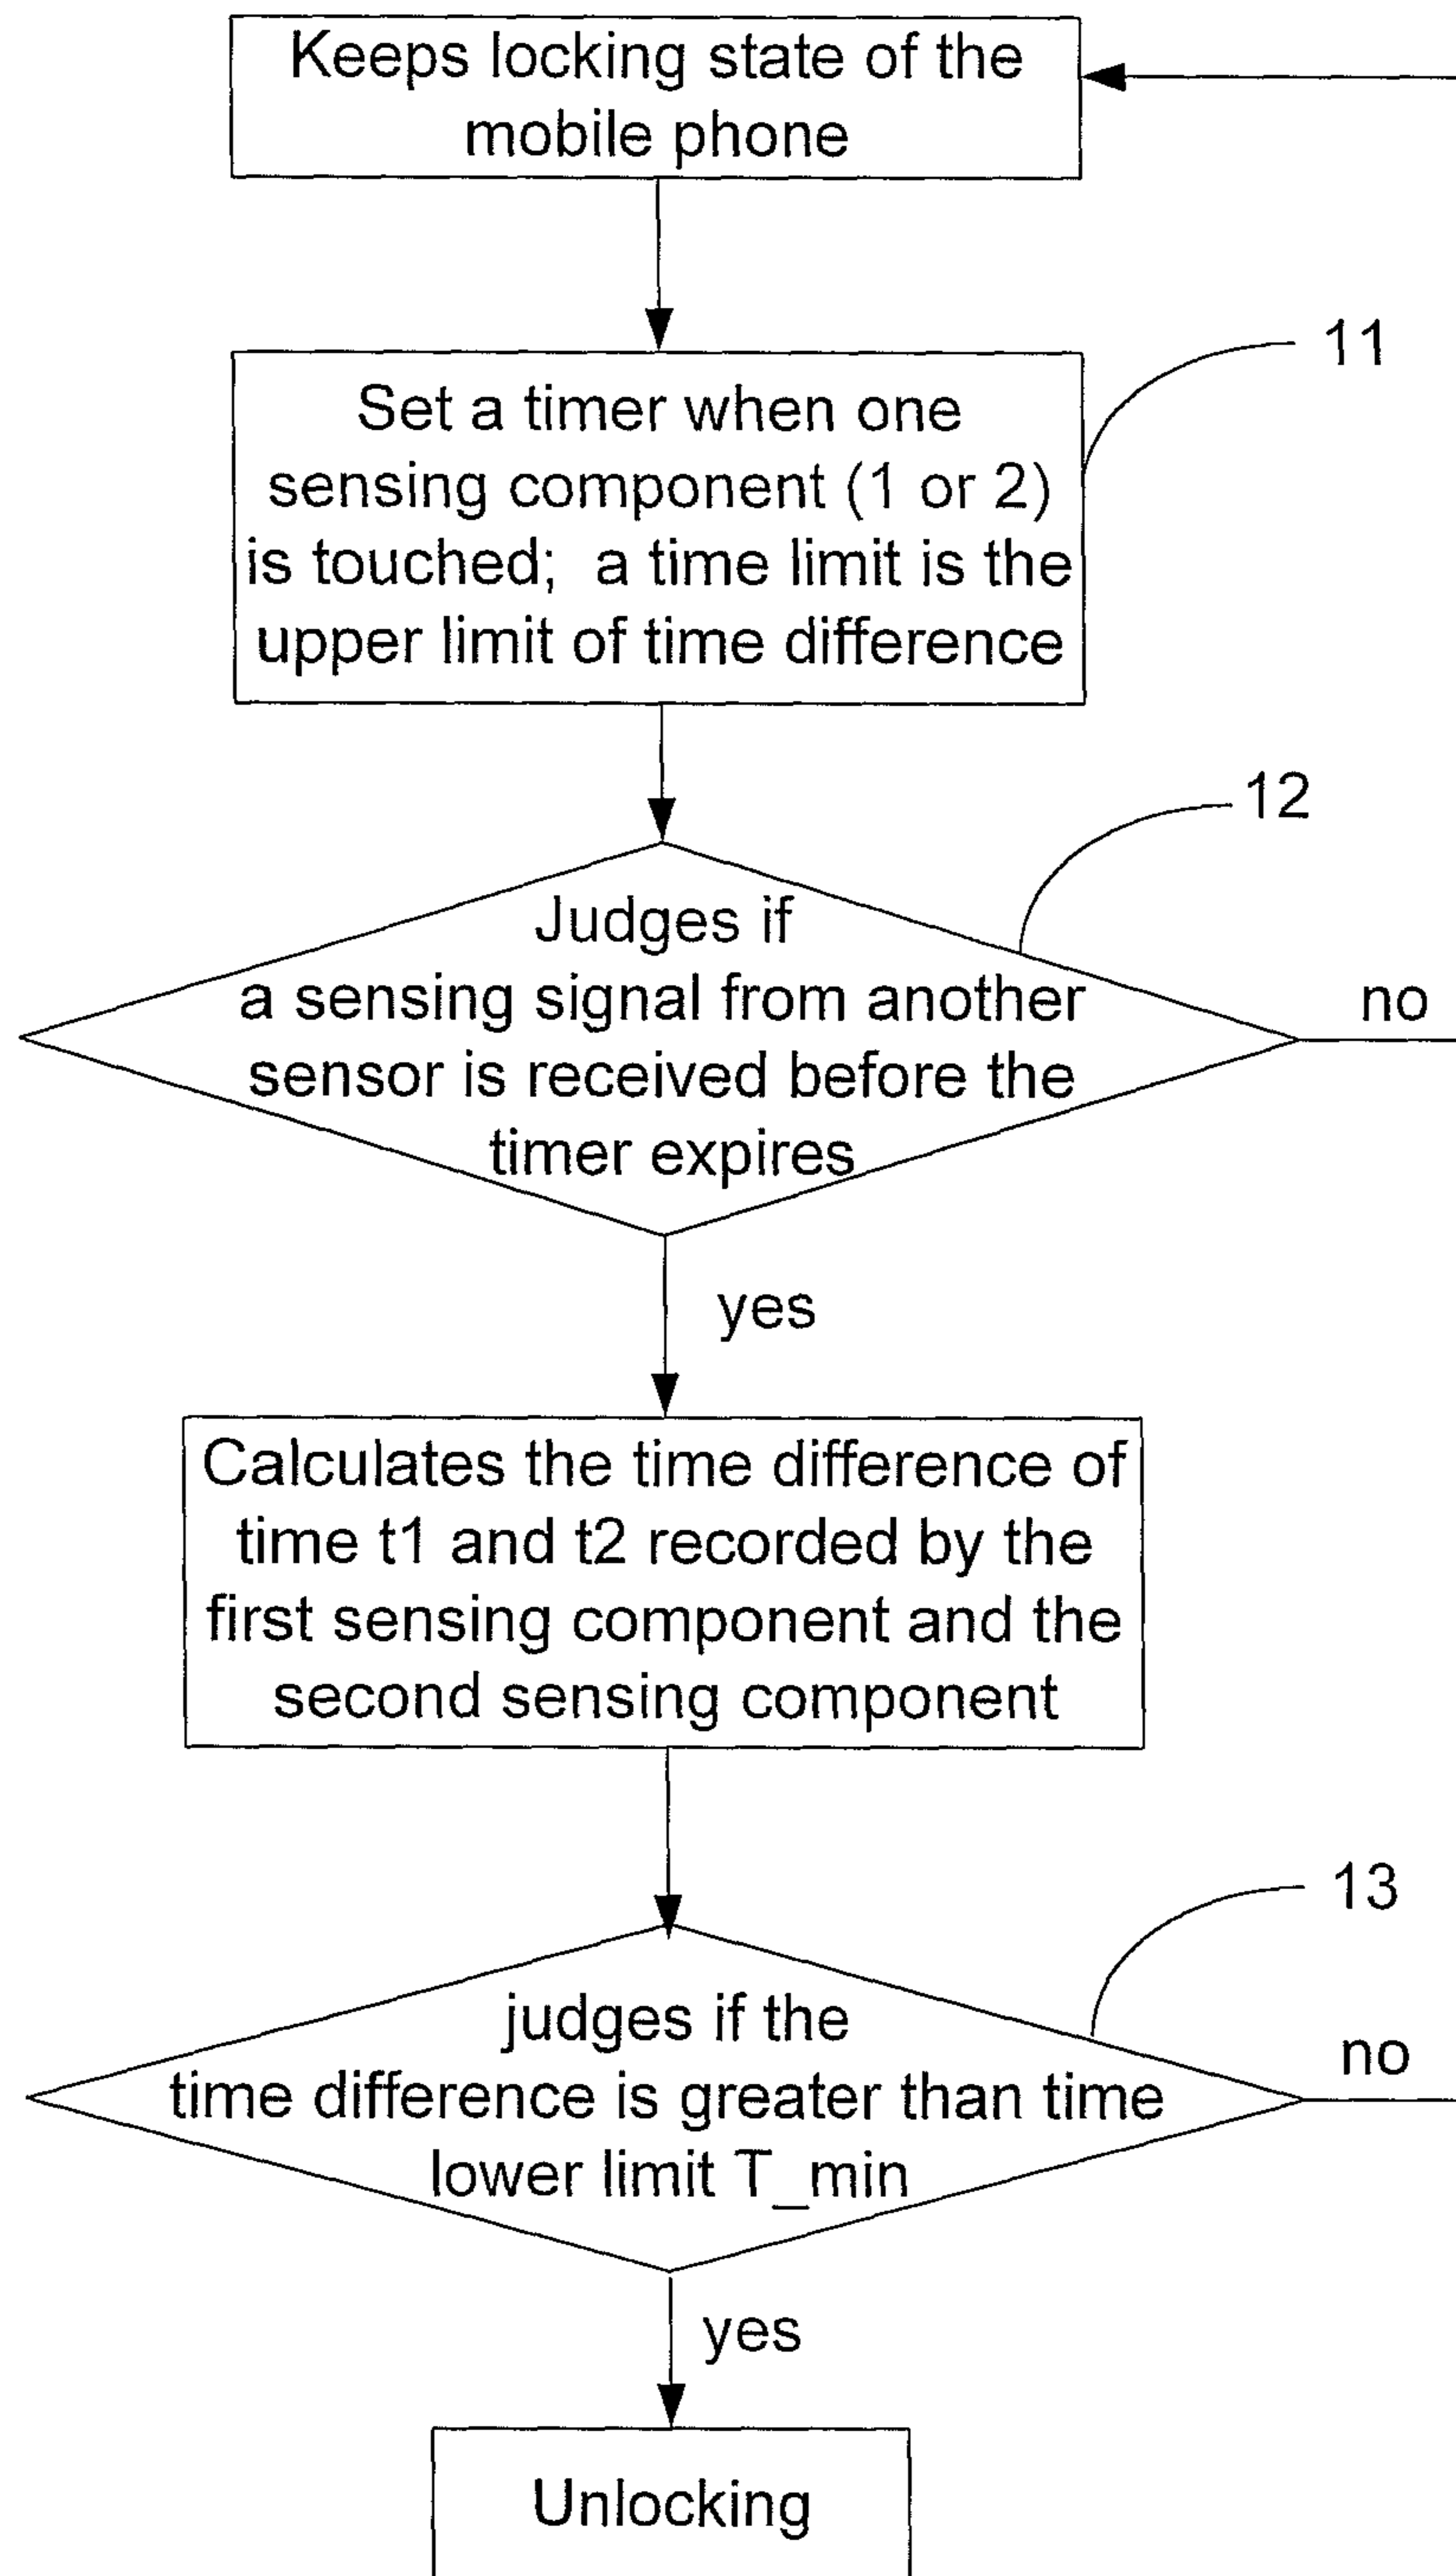 Keeps locking state of the
mobile phone
11
Set a timer when one
sensing component (1 or 2)
is touched; a time limit is the
upper limit of time difference
12
Judges if
a sensing signal from another
sensor is received before the
timer expires
no
yes
Calculates the time difference of
time t1 and t2 recorded by the
first sensing component and the
second sensing component
13
judges if the
time difference is greater than time
lower limit T_min
no
yes
Unlocking